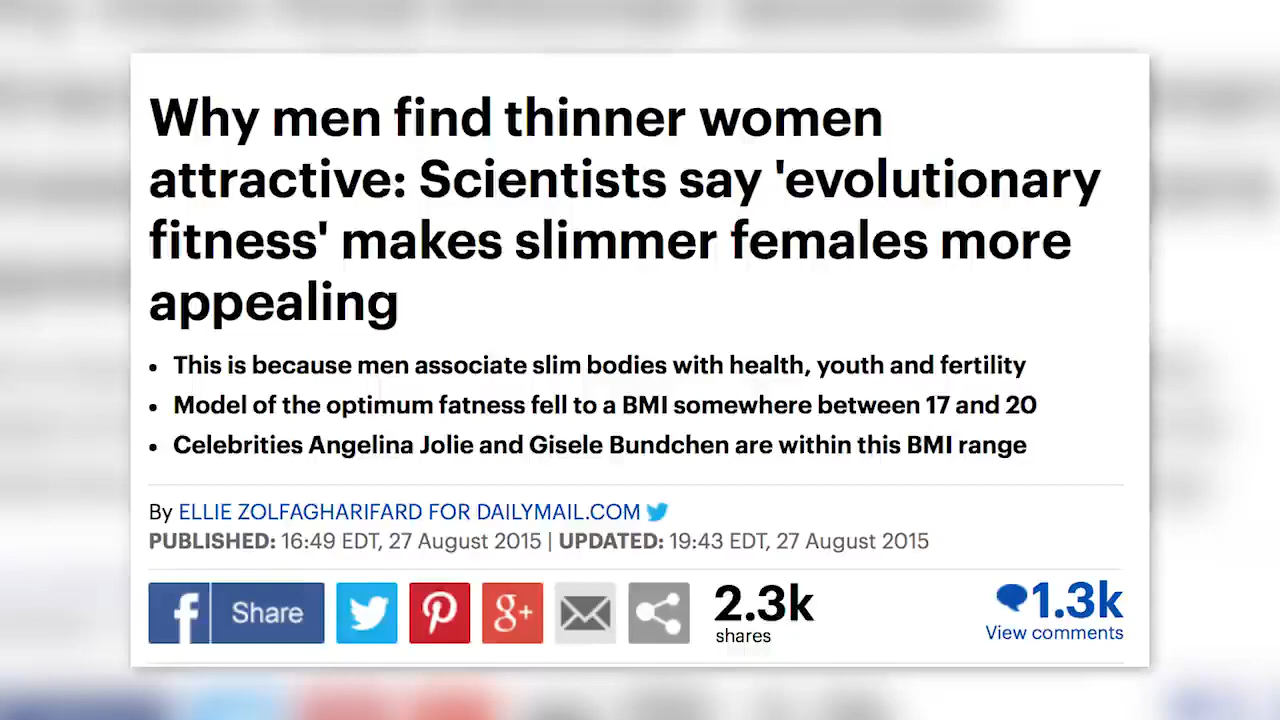 Why men find thinner women
attractive: Scientists say 'evolutionary
fitness' makes slimmer females more
appealing
• This is because men associate slim bodies with health, youth and fertility
• Model of the optimum fatness fell to a BMI somewhere between 17 and 20
• Celebrities Angelina Jolie and Gisele Bundchen are within this BMI range
By ELLIE ZOLFAGHARIFARD FOR DAILYMAIL.COM
PUBLISHED: 16:49 EDT, 27 August 2015 | UPDATED: 19:43 EDT, 27 August 2015
f Share g+ 2.3k 1.3k
shares View comments